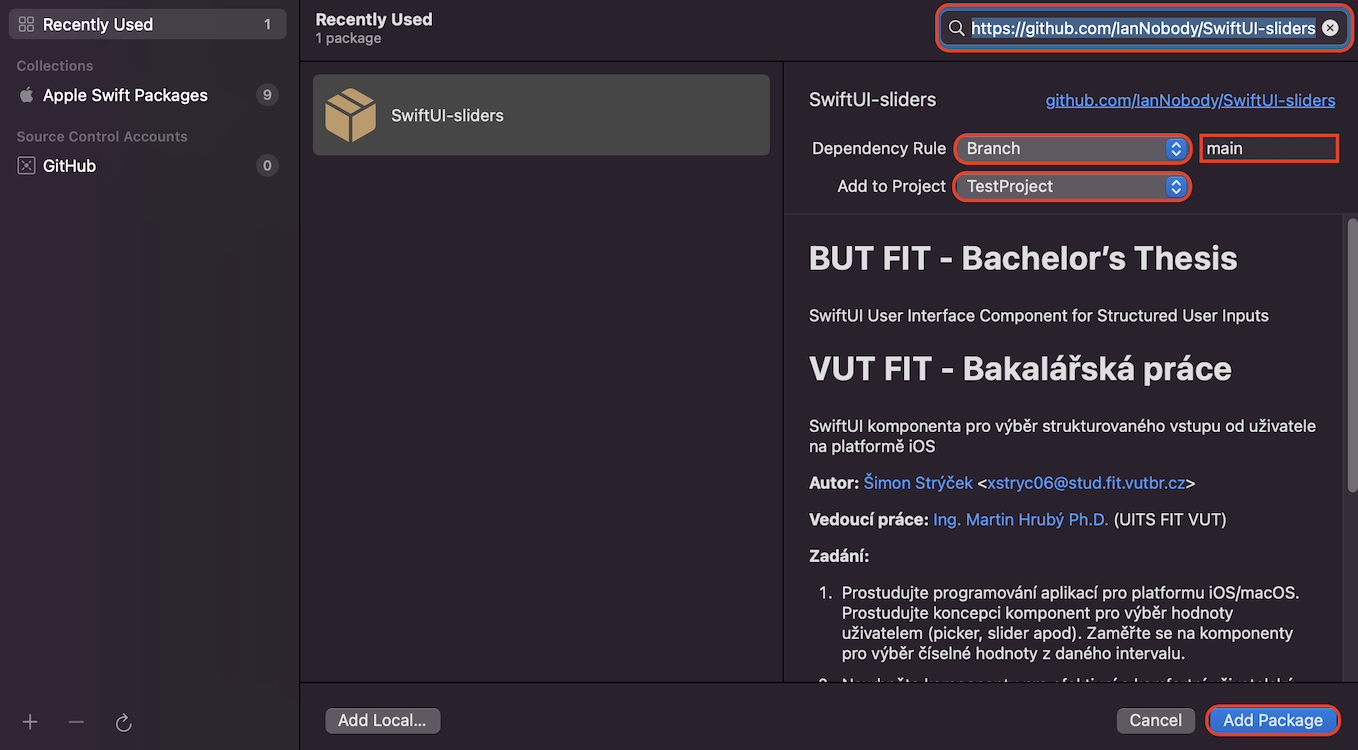 Recently Used 1
Collections
Apple Swift Packages 9
Source Control Accounts
GitHub 0
Recently Used
1 package
https://github.com/IanNobody/SwiftUI-sliders
SwiftUI-sliders
SwiftUI-sliders github.com/IanNobody/SwiftUI-sliders
Dependency Rule Branch main
Add to Project TestProject
BUT FIT - Bachelor’s Thesis
SwiftUI User Interface Component for Structured User Inputs
VUT FIT - Bakalářská práce
SwiftUI komponenta pro výběr strukturovaného vstupu od uživatele
na platformě iOS
Autor: Šimon Strýček <xstryc06@stud.fit.vutbr.cz>
Vedoucí práce: Ing. Martin Hrubý Ph.D. (UITS FIT VUT)
Zadání:
1. Prostudujte programování aplikací pro platformu iOS/macOS.
Prostudujte koncepci komponent pro výběr hodnoty
uživatelem (picker, slider apod). Zaměřte se na komponenty
pro výběr číselné hodnoty z daného intervalu.
Add Local...
Cancel
Add Package